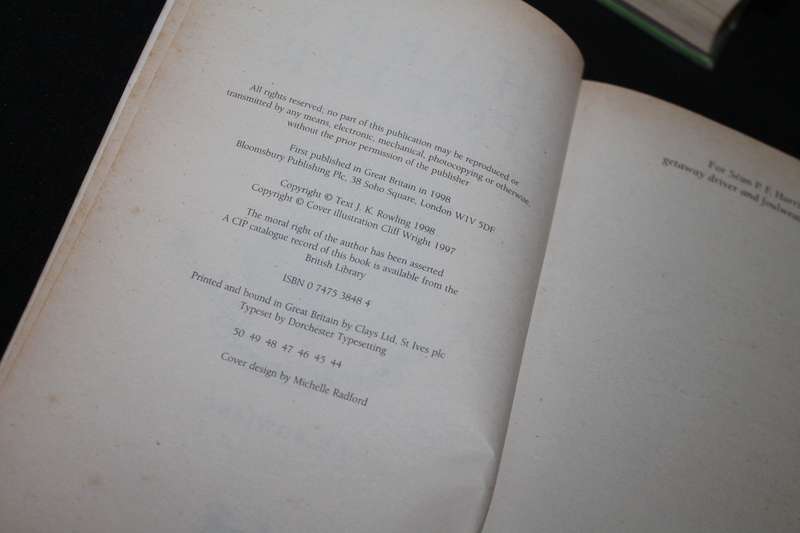 All rights reserved; no part of this publication may be reproduced or
transmitted by any means, electronic, mechanical, photocopying or otherwise,
without the prior permission of the publisher
First published in Great Britain in 1998
Bloomsbury Publishing Plc, 38 Soho Square, London W1V 5DF
Copyright © Text J. K. Rowling 1998
Copyright © Cover illustration Cliff Wright 1997
The moral right of the author has been asserted
A CIP catalogue record of this book is available from the
British Library
ISBN 0 7475 3848 4
Printed and bound in Great Britain by Clays Ltd, St Ives plc
Typeset by Dorchester Typesetting
50 49 48 47 46 45 44
Cover design by Michelle Radford
For Séan P. F. Harri
getaway driver and foulwea